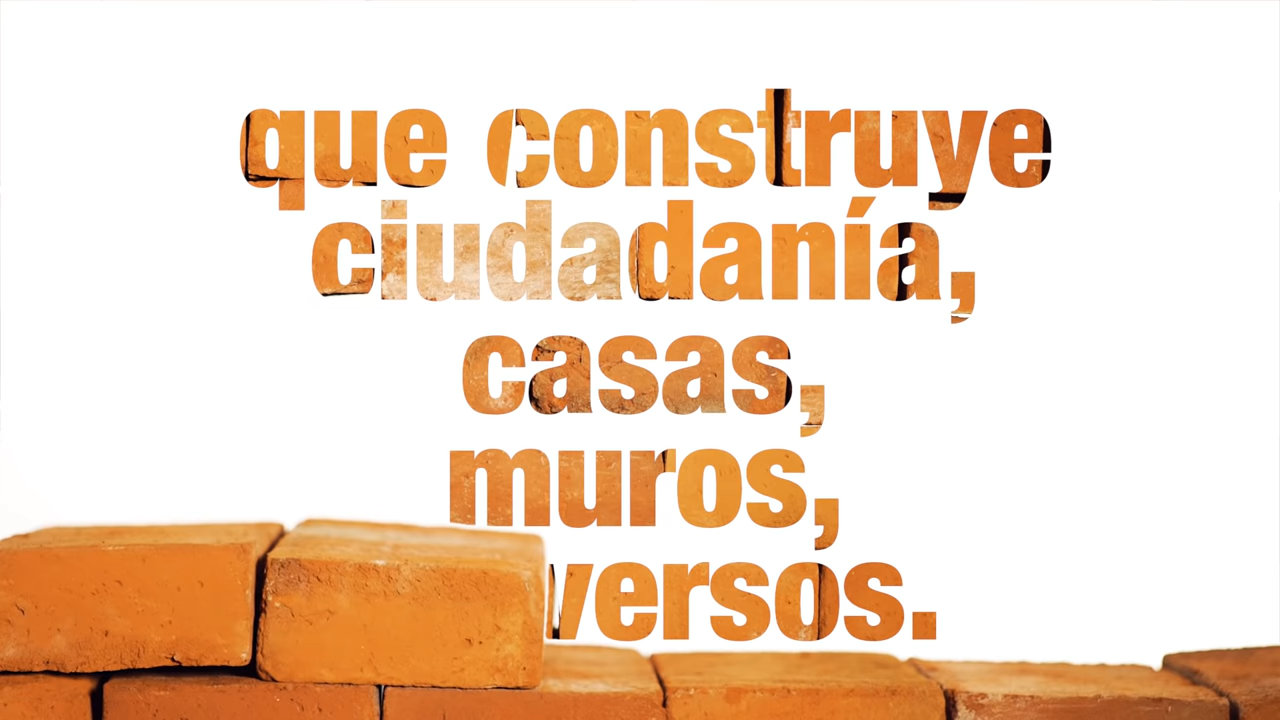 que construye
ciudadanía,
casas,
muros,
versos.